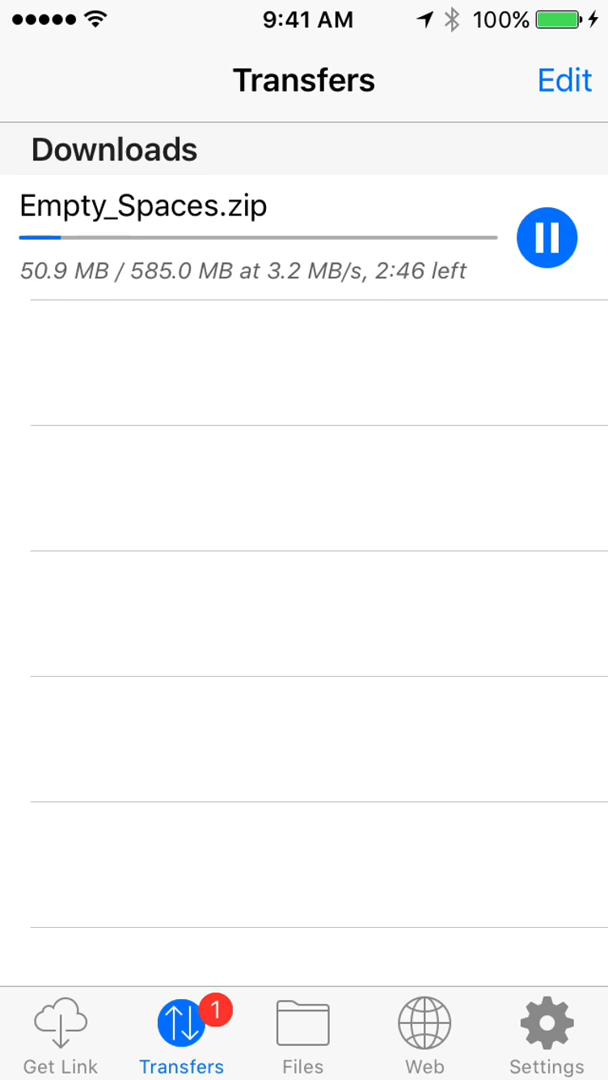 9:41 AM 100%
Transfers Edit
Downloads
Empty_Spaces.zip
50.9 MB / 585.0 MB at 3.2 MB/s, 2:46 left
1
Get Link Transfers Files Web Settings